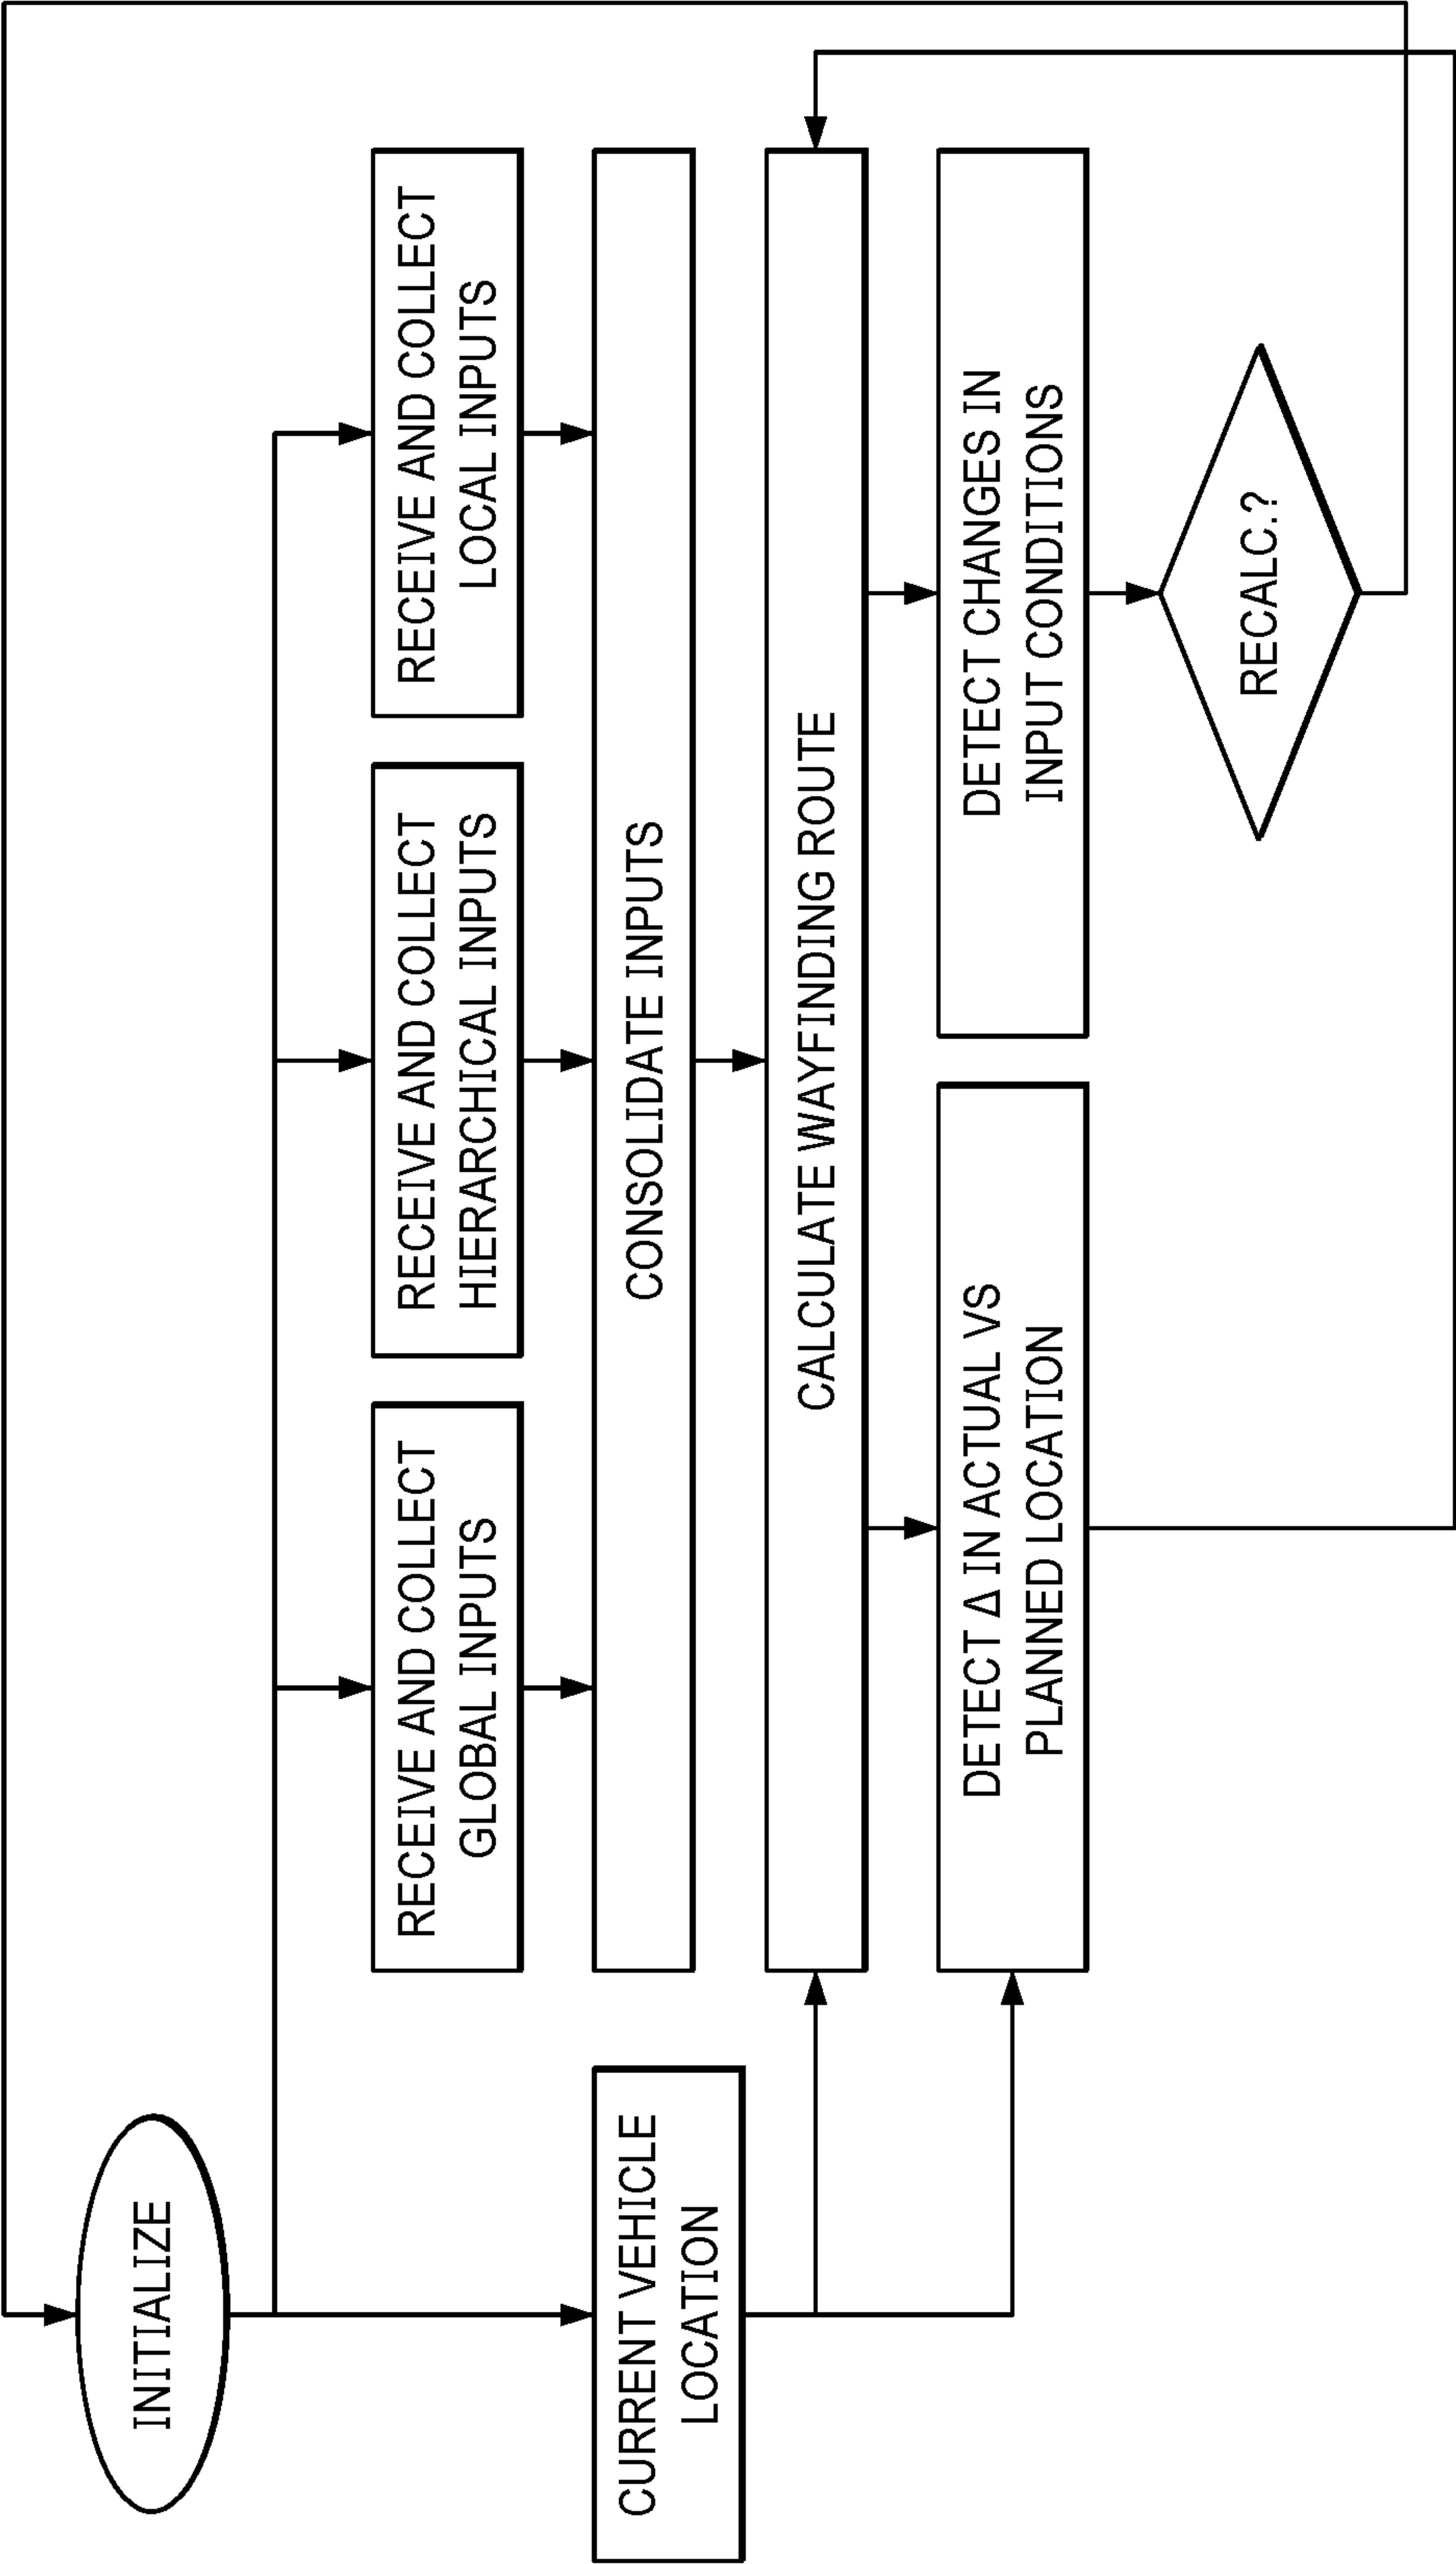 INITIALIZE
RECEIVE AND COLLECT
GLOBAL INPUTS
RECEIVE AND COLLECT
HIERARCHICAL INPUTS
RECEIVE AND COLLECT
LOCAL INPUTS
CURRENT VEHICLE
LOCATION
CONSOLIDATE INPUTS
CALCULATE WAYFINDING ROUTE
DETECT Δ IN ACTUAL VS
PLANNED LOCATION
DETECT CHANGES IN
INPUT CONDITIONS
RECALC.?